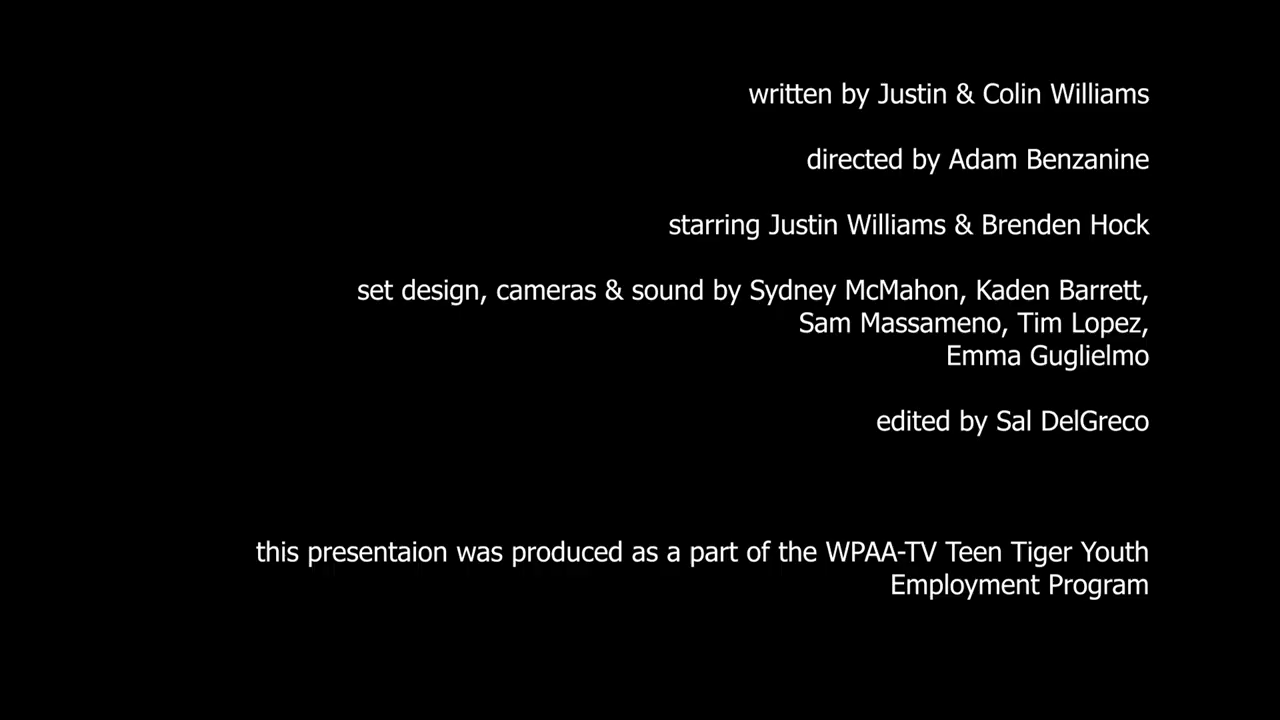 written by Justin & Colin Williams
directed by Adam Benzanine
starring Justin Williams & Brenden Hock
set design, cameras & sound by Sydney McMahon, Kaden Barrett,
Sam Massameno, Tim Lopez,
Emma Guglielmo
edited by Sal DelGreco
this presentaion was produced as a part of the WPAA-TV Teen Tiger Youth
Employment Program